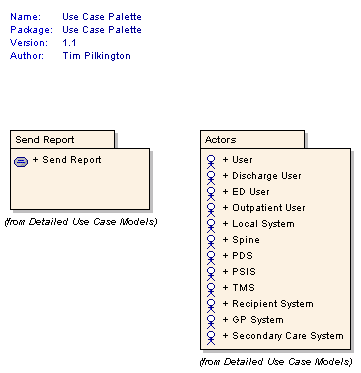 Name: Use Case Palette
Package: Use Case Palette
Version: 1.1
Author: Tim Pilkington
Send Report
+ Send Report
(from Detailed Use Case Models)
Actors
+ User
+ Discharge User
+ ED User
+ Outpatient User
+ Local System
+ Spine
+ PDS
+ PSIS
+ TMS
+ Recipient System
+ GP System
+ Secondary Care System
(from Detailed Use Case Models)